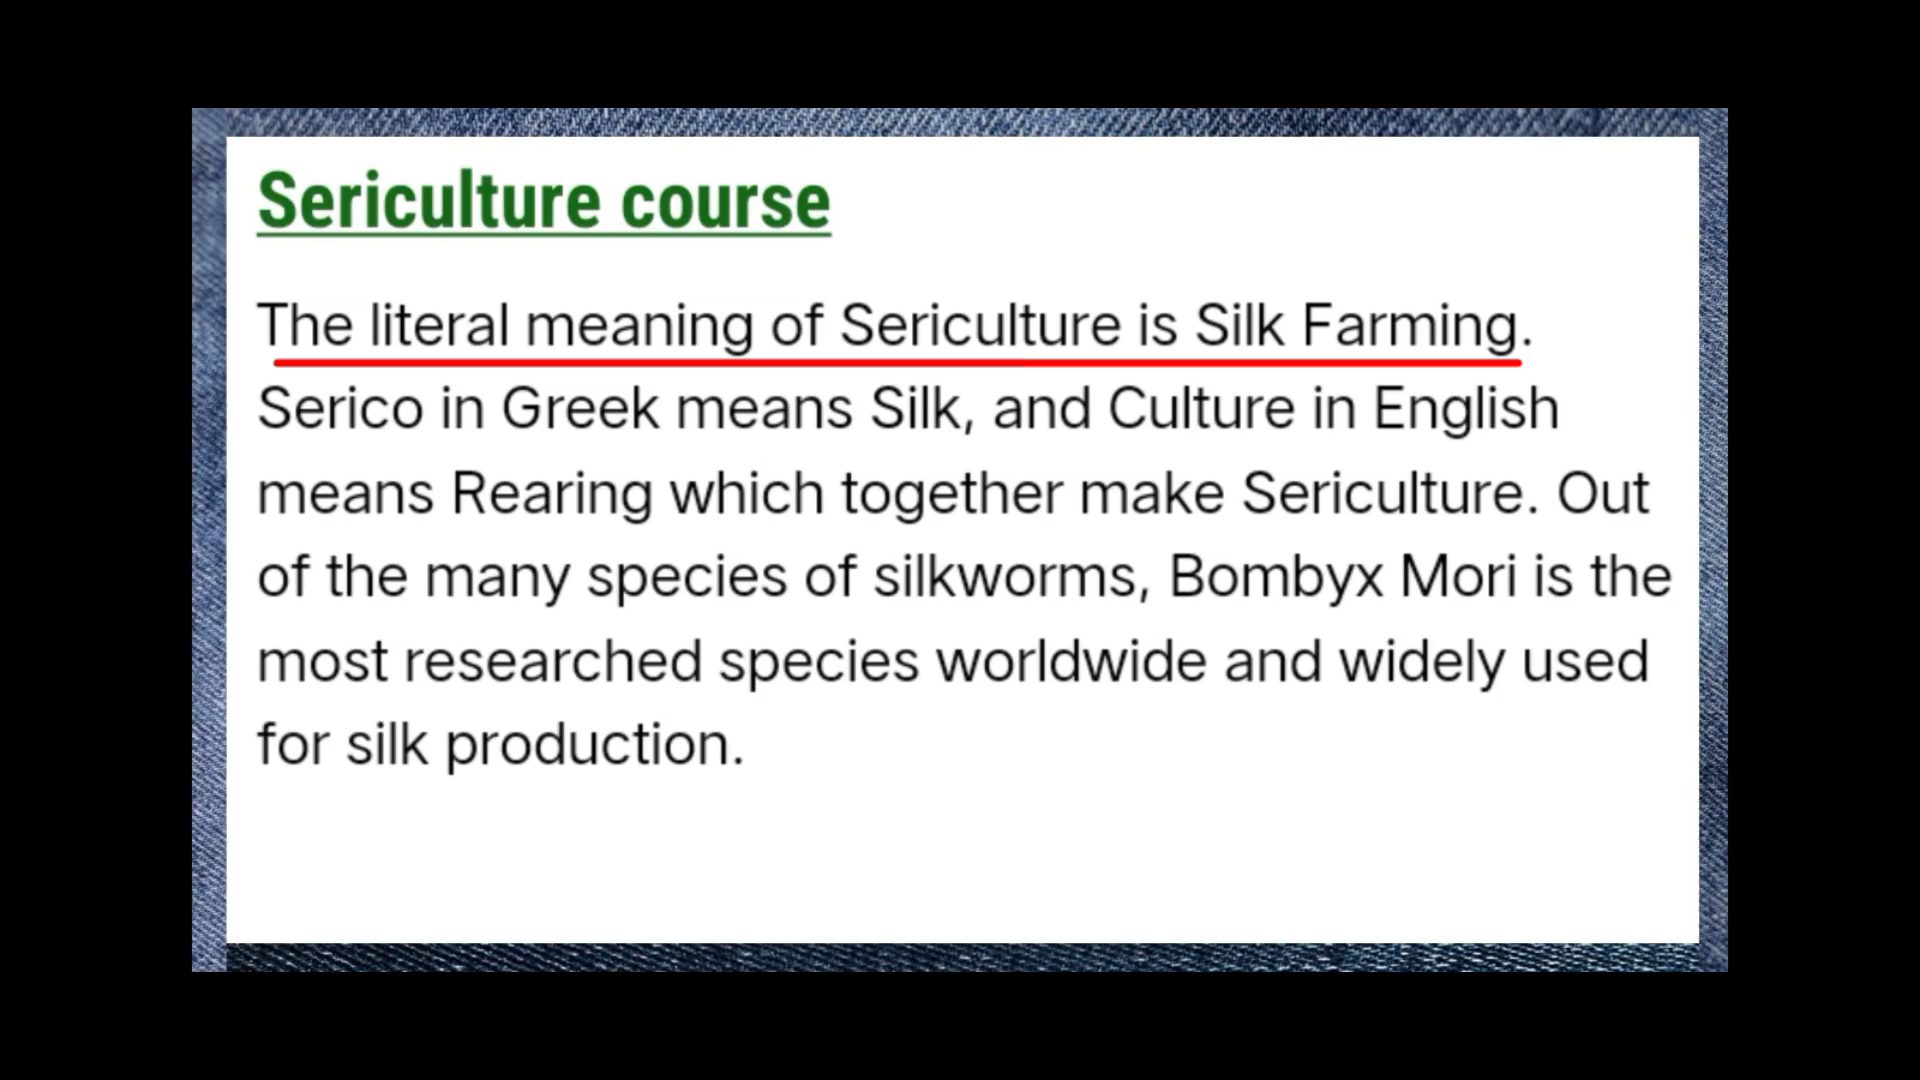 Sericulture course
The literal meaning of Sericulture is Silk Farming.
Serico in Greek means Silk, and Culture in English
means Rearing which together make Sericulture. Out
of the many species of silkworms, Bombyx Mori is the
most researched species worldwide and widely used
for silk production.